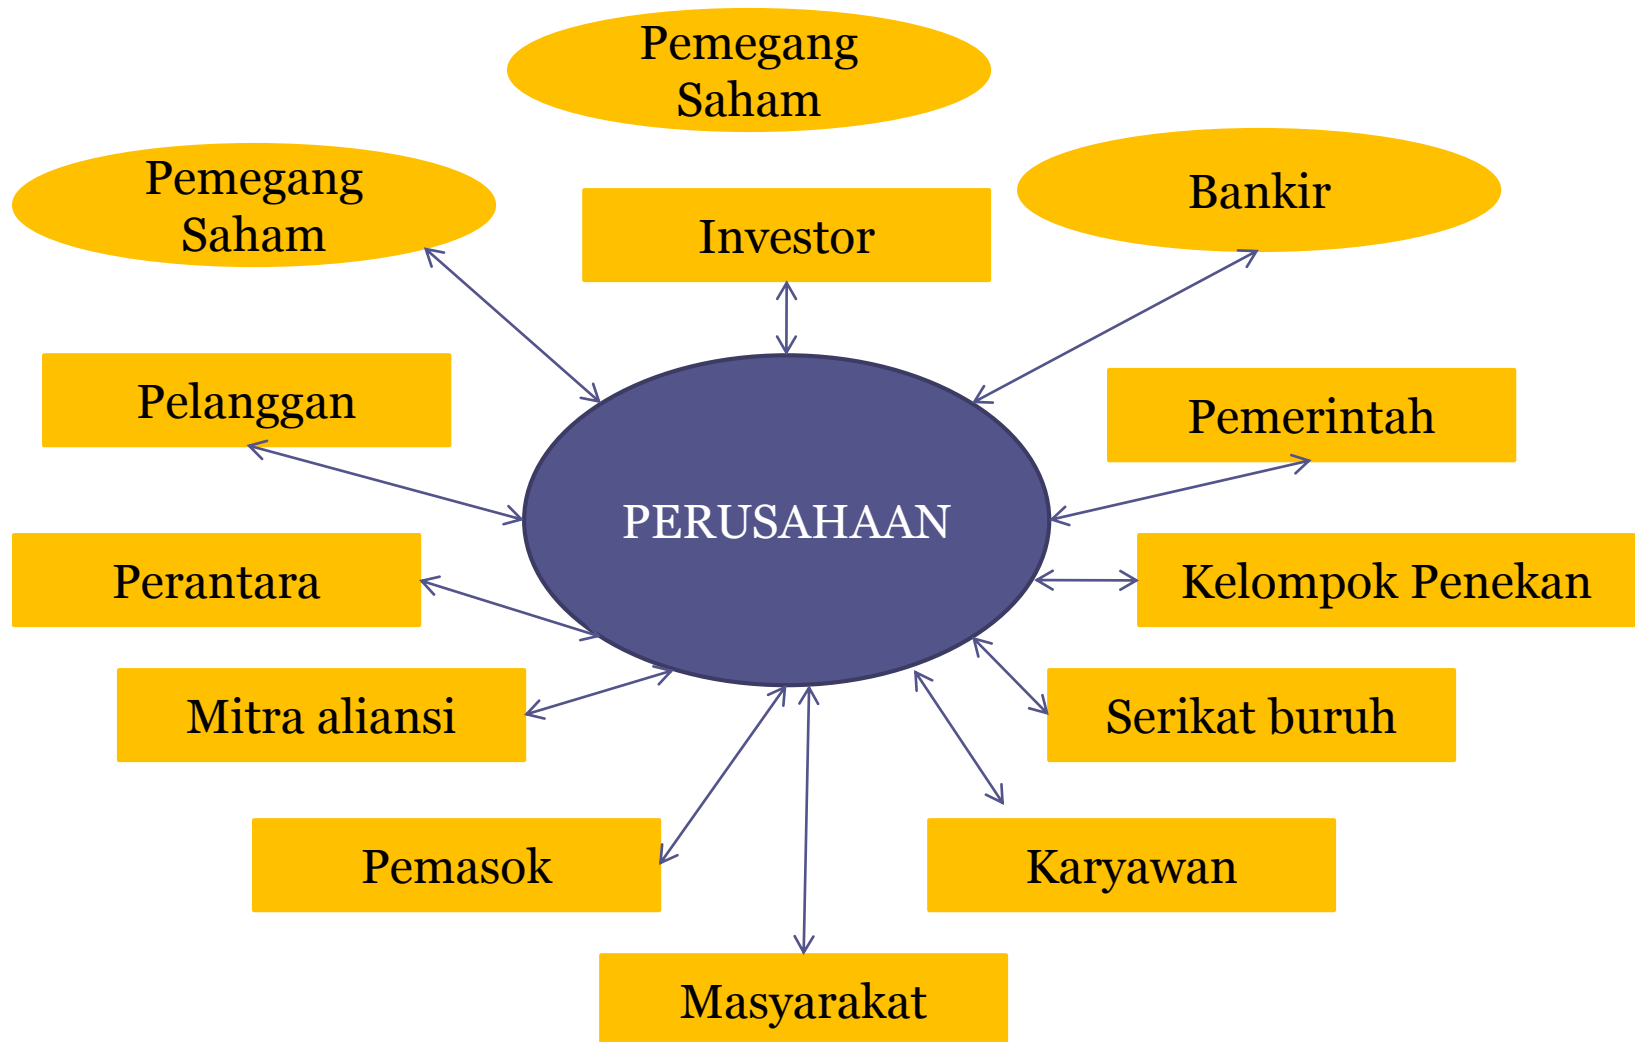 Pemegang
Saham
Pemegang
Saham
Bankir
Investor
Pelanggan
Pemerintah
PERUSAHAAN
Perantara
Kelompok Penekan
Mitra aliansi
Serikat buruh
Pemasok
Karyawan
Masyarakat